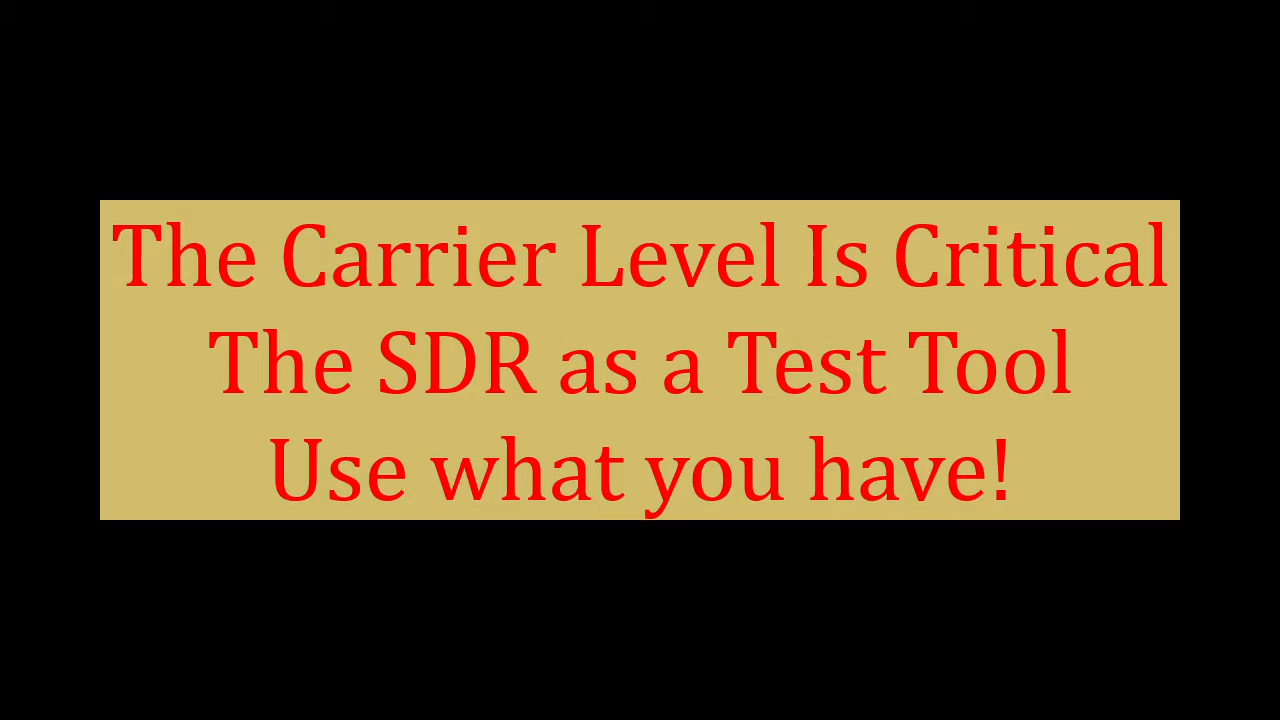 The Carrier Level Is Critical
The SDR as a Test Tool
Use what you have!